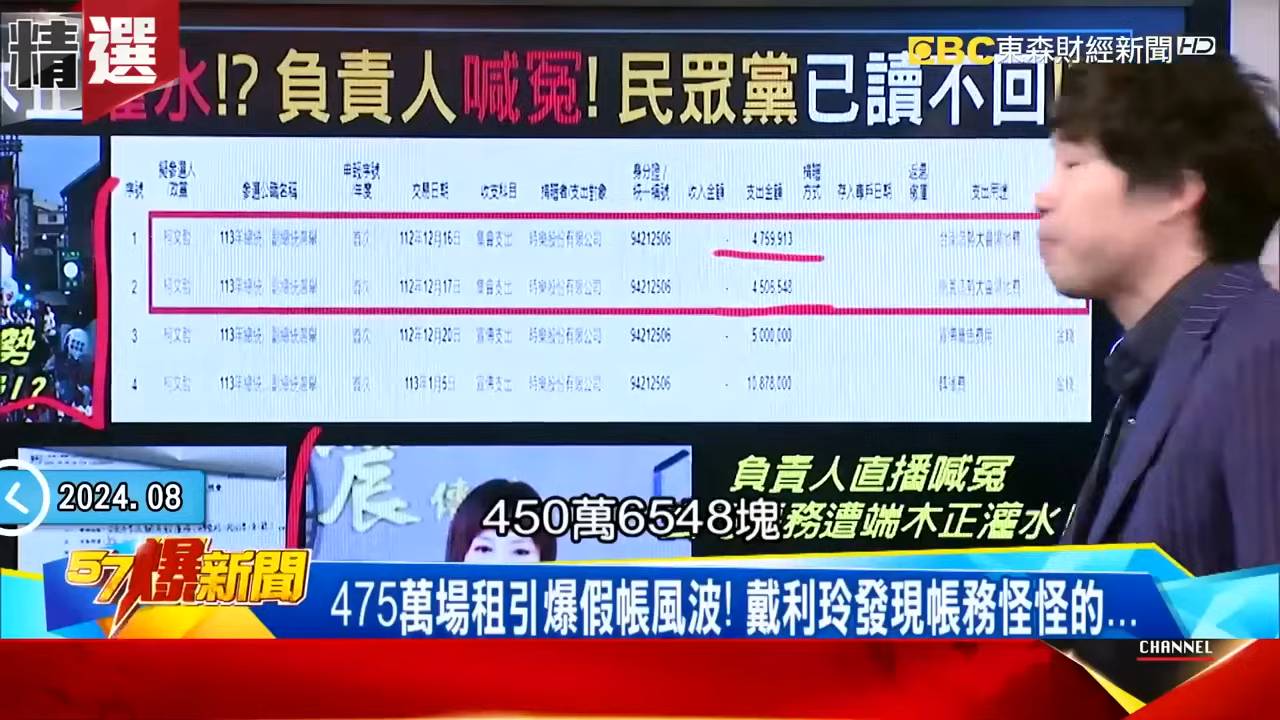 精選
EBC東森財經新聞HD
灌水!?負責人喊冤!民眾黨已讀不回!
序號 擬參選人/政黨 參選公職名稱 申報序號/年度 交易日期 收支科目 捐贈者/支出對象 身分證/統一編號 收入金額 支出金額 捐贈方式 存入專戶日期 返還/繳庫 支出用途
1 柯文哲 113年總統 副總統選舉 首次 112年12月16日 集會支出 時樂股份有限公司 94212506 - 4,759,913
2 柯文哲 113年總統 副總統選舉 首次 112年12月17日 集會支出 時樂股份有限公司 94212506 - 4,506,548
3 柯文哲 113年總統 副總統選舉 首次 112年12月20日 宣傳支出 時樂股份有限公司 94212506 - 5,000,000
4 柯文哲 113年總統 副總統選舉 首次 113年1月5日 宣傳支出 時樂股份有限公司 94212506 - 10,878,000
勢
!?
2024.08
負責人直播喊冤
務遭端木正灌水!
450萬6548塊
57爆新聞
475萬場租引爆假帳風波!戴利玲發現帳務怪怪的...
CHANNEL